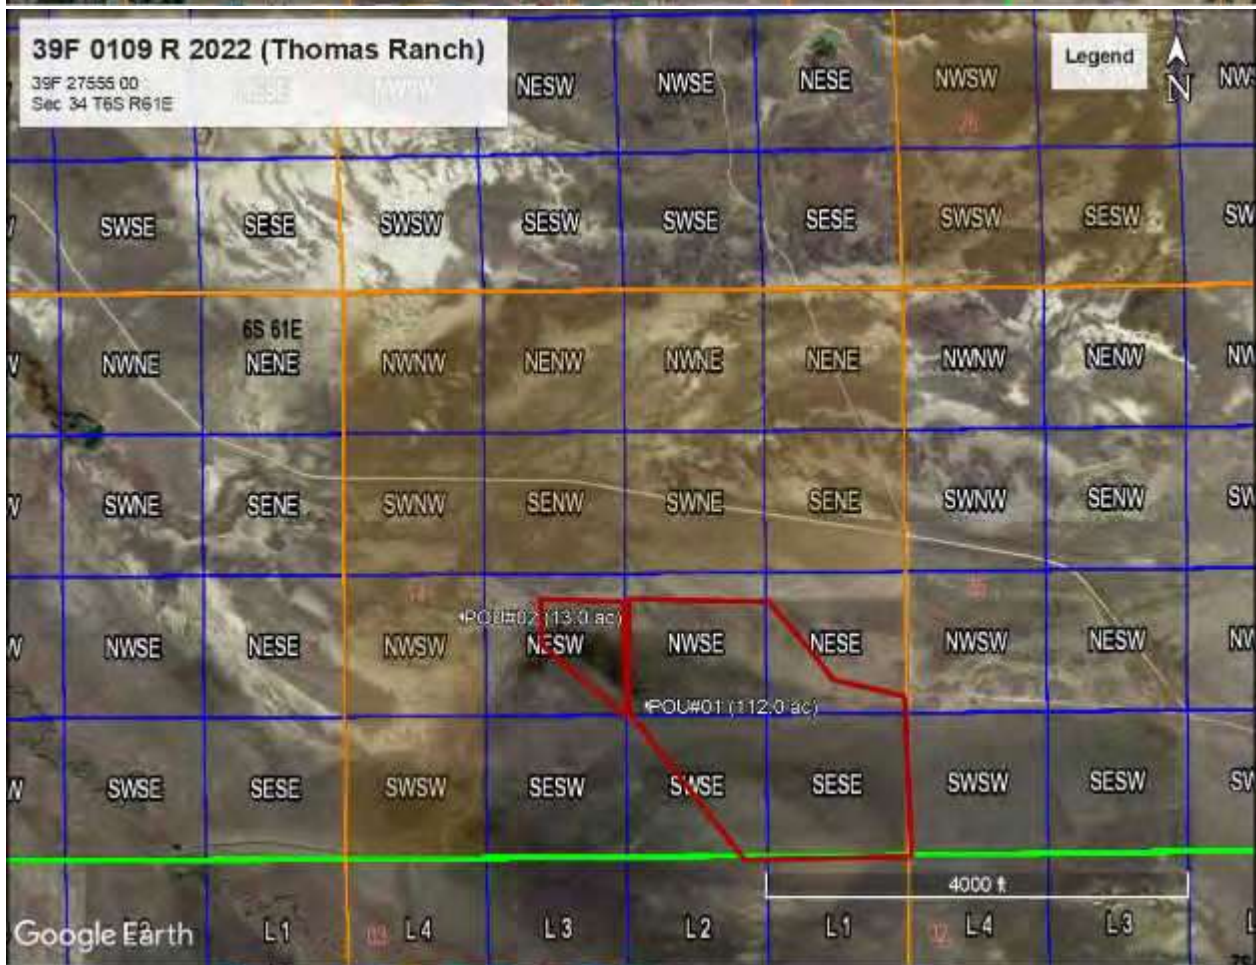 39F 0109 R 2022 (Thomas Ranch)
39F 27555 00
Sec 34 T6S R61E
Legend
N
NESW NWSE NESE NWSW
SWSE SESE SWSW SESW SWSE SESE SWSW SESW
6S 61E
NWNE NENE NWNW NENW NWNE NENE NWNW NENW
SWNE SENE SWNW SENW SWNE SENE SWNW SENW
POU#02 (13.0 ac)
NWSE NESE NWSW NESW NWSE NESE NWSW NESW
POU#01 (112.0 ac)
SWSE SESE SWSW SESW SWSE SESE SWSW SESW
4000 ft
Google Earth
L1 L4 L3 L2 L1 L4 L3